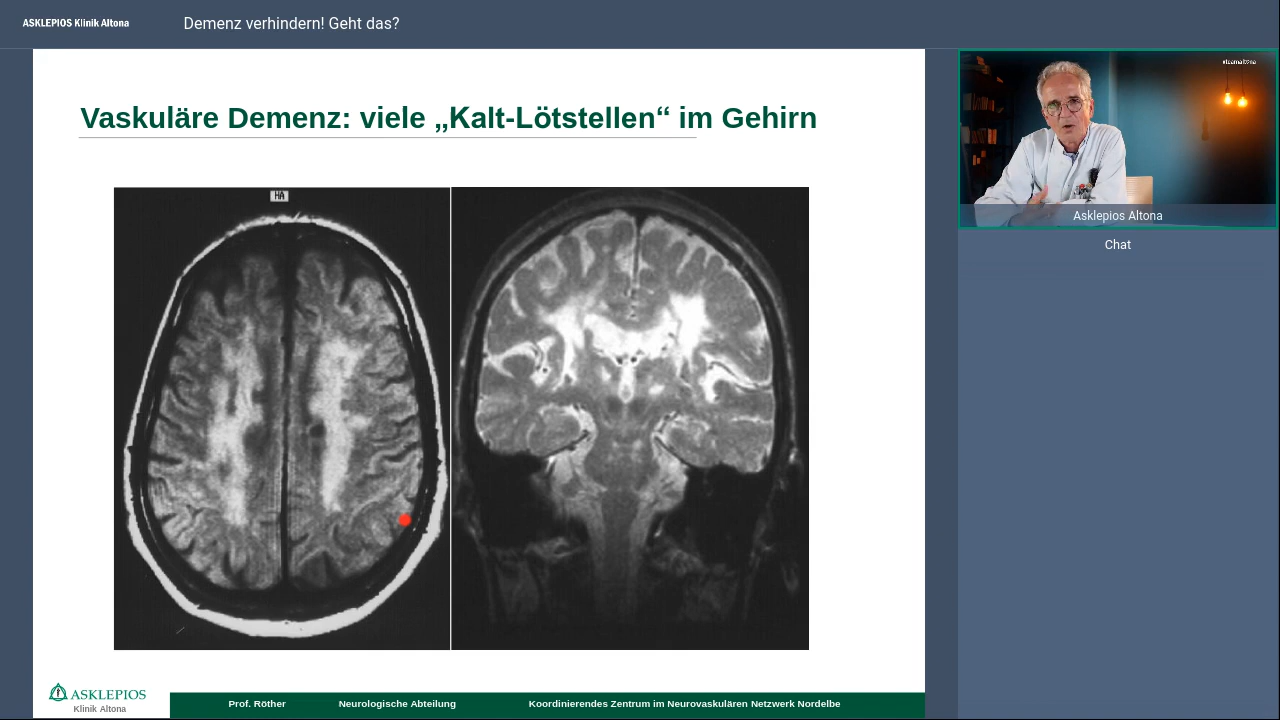 ASKLEPIOS Klinik Altona
Demenz verhindern! Geht das?
Vaskuläre Demenz: viele „Kalt-Lötstellen“ im Gehirn
HA
#teamaltona
Asklepios Altona
Chat
ASKLEPIOS
Klinik Altona
Prof. Röther
Neurologische Abteilung
Koordinierendes Zentrum im Neurovaskulären Netzwerk Nordelbe